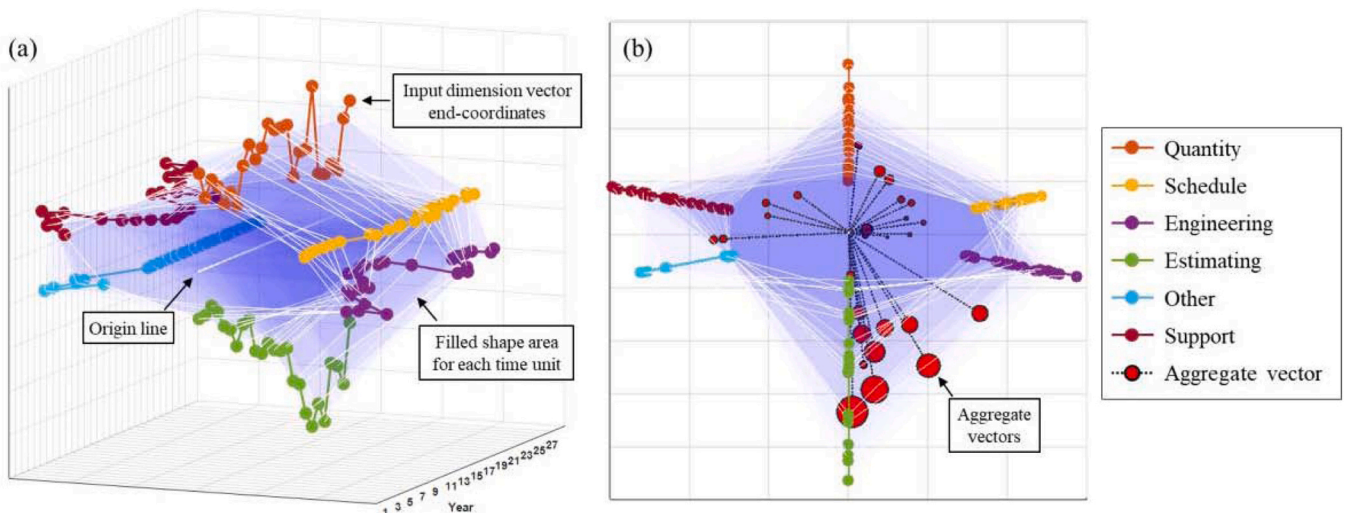 (a)
Input dimension vector
end-coordinates
Origin line
Filled shape area
for each time unit
1 3 5 7 9 11 13 15 17 19 21 23 25 27
Year
(b)
Aggregate
vectors
Quantity
Schedule
Engineering
Estimating
Other
Support
Aggregate vector